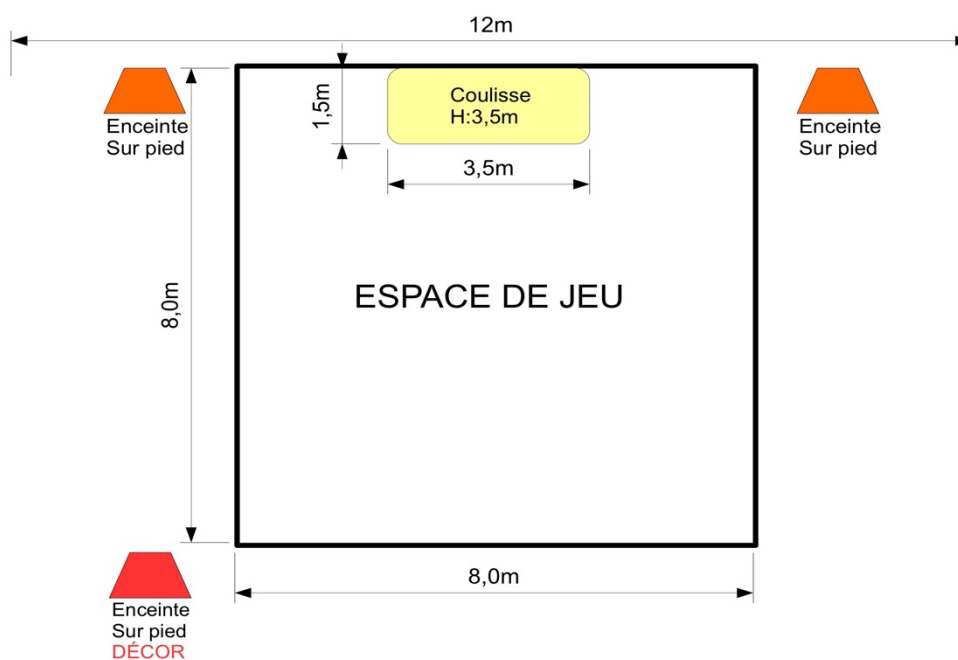 12m
Enceinte
Sur pied
1,5m
Coulisse
H:3,5m
Enceinte
Sur pied
3,5m
8,0m
ESPACE DE JEU
8,0m
Enceinte
Sur pied
DÉCOR